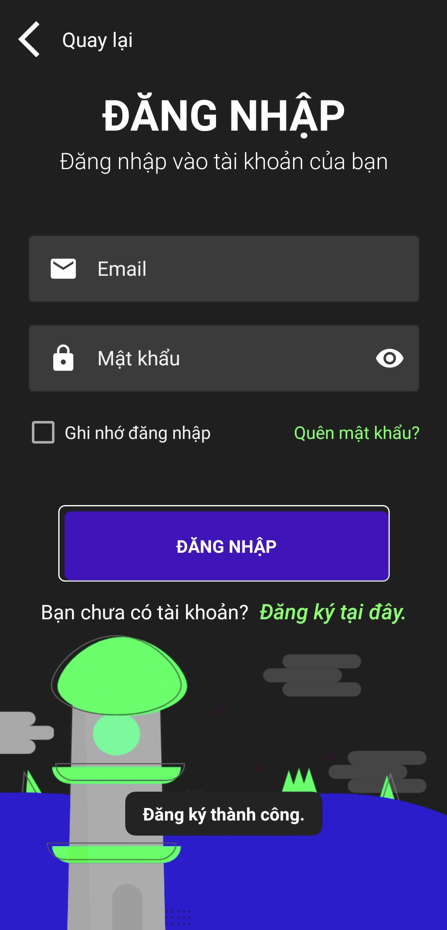 Quay lại
ĐĂNG NHẬP
Đăng nhập vào tài khoản của bạn
Email
Mật khẩu
Ghi nhớ đăng nhập Quên mật khẩu?
ĐĂNG NHẬP
Bạn chưa có tài khoản? Đăng ký tại đây.
Đăng ký thành công.